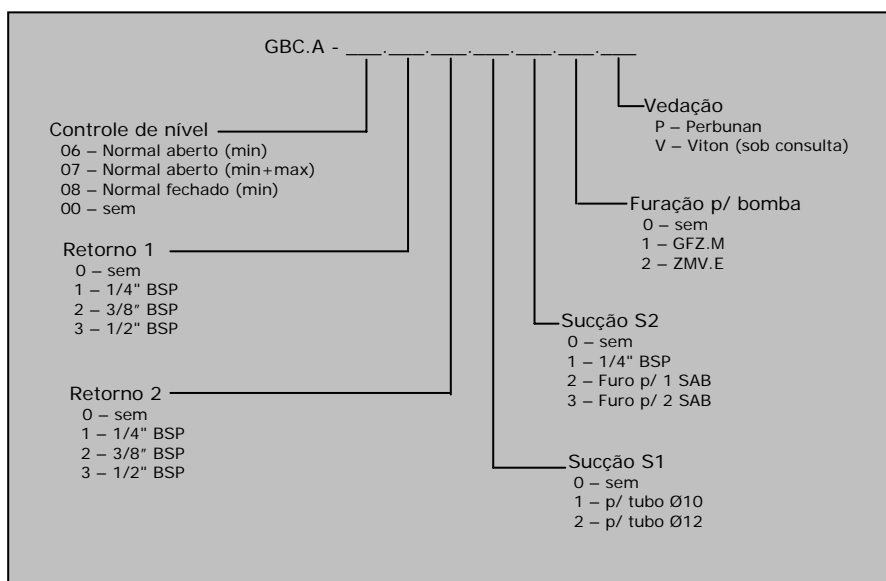 GBC.A - ___.___.___.___.___.___.___
Controle de nível
06 – Normal aberto (min)
07 – Normal aberto (min+max)
08 – Normal fechado (min)
00 – sem
Retorno 1
0 – sem
1 – 1/4" BSP
2 – 3/8” BSP
3 – 1/2" BSP
Retorno 2
0 – sem
1 – 1/4" BSP
2 – 3/8” BSP
3 – 1/2" BSP
Vedação
P – Perbunan
V – Viton (sob consulta)
Furação p/ bomba
0 – sem
1 – GFZ.M
2 – ZMV.E
Sucção S2
0 – sem
1 – 1/4" BSP
2 – Furo p/ 1 SAB
3 – Furo p/ 2 SAB
Sucção S1
0 – sem
1 – p/ tubo Ø10
2 – p/ tubo Ø12